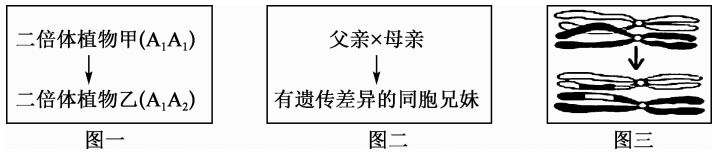 二倍体植物甲(A₁A₁)
二倍体植物乙(A₁A₂)
图一
父亲×母亲
有遗传差异的同胞兄妹
图二
图三